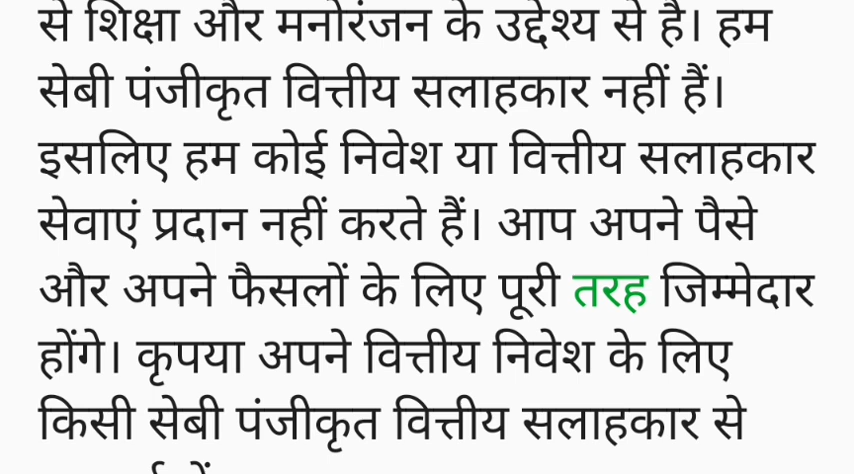 से शिक्षा और मनोरंजन के उद्देश्य से है। हम
सेबी पंजीकृत वित्तीय सलाहकार नहीं हैं।
इसलिए हम कोई निवेश या वित्तीय सलाहकार
सेवाएं प्रदान नहीं करते हैं। आप अपने पैसे
और अपने फैसलों के लिए पूरी तरह जिम्मेदार
होंगे। कृपया अपने वित्तीय निवेश के लिए
किसी सेबी पंजीकृत वित्तीय सलाहकार से